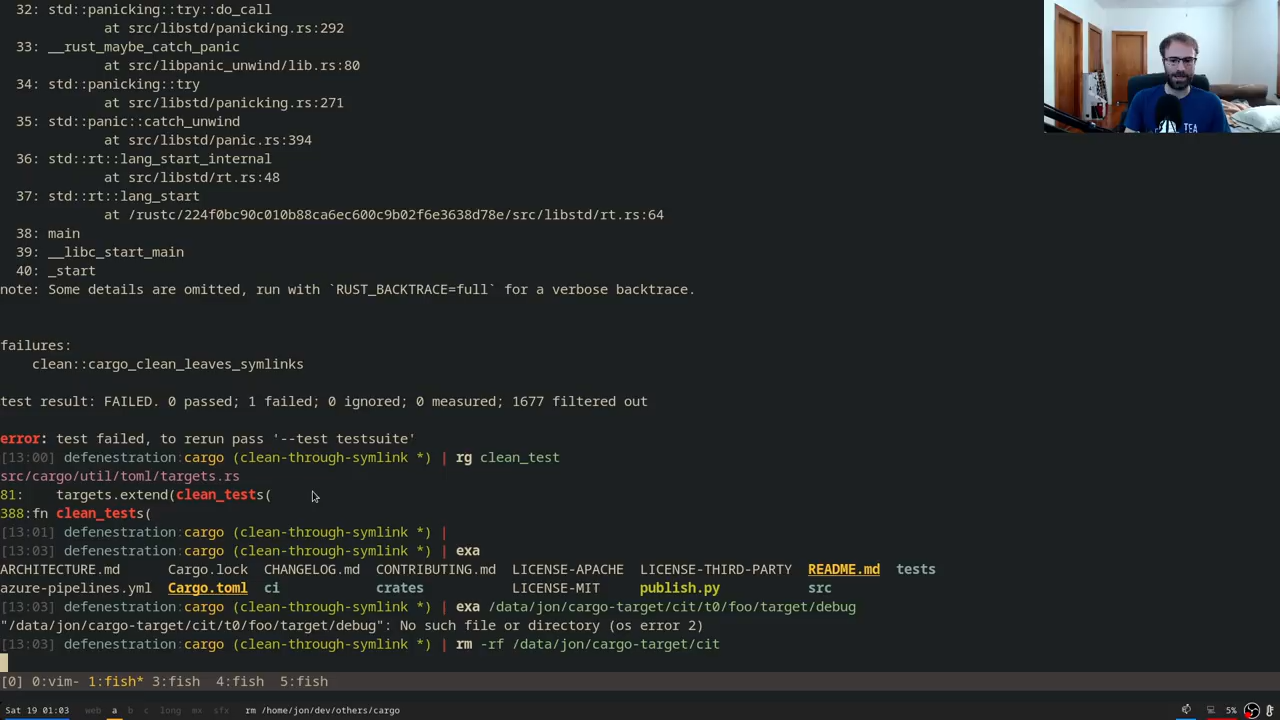 32: std::panicking::try::do_call
at src/libstd/panicking.rs:292
33: __rust_maybe_catch_panic
at src/libpanic_unwind/lib.rs:80
34: std::panicking::try
at src/libstd/panicking.rs:271
35: std::panic::catch_unwind
at src/libstd/panic.rs:394
36: std::rt::lang_start_internal
at src/libstd/rt.rs:48
37: std::rt::lang_start
at /rustc/224f0bc90c010b88ca6ec600c9b02f6e3638d78e/src/libstd/rt.rs:64
38: main
39: __libc_start_main
40: _start
note: Some details are omitted, run with `RUST_BACKTRACE=full` for a verbose backtrace.
failures:
clean::cargo_clean_leaves_symlinks
test result: FAILED. 0 passed; 1 failed; 0 ignored; 0 measured; 1677 filtered out
error: test failed, to rerun pass '--test testsuite'
[13:00] defenestration:cargo (clean-through-symlink *) | rg clean_test
src/cargo/util/toml/targets.rs
81:    targets.extend(clean_tests(
388:fn clean_tests(
[13:01] defenestration:cargo (clean-through-symlink *) |
[13:03] defenestration:cargo (clean-through-symlink *) | exa
ARCHITECTURE.md Cargo.lock CHANGELOG.md CONTRIBUTING.md LICENSE-APACHE LICENSE-THIRD-PARTY README.md tests
azure-pipelines.yml Cargo.toml ci crates LICENSE-MIT publish.py src
[13:03] defenestration:cargo (clean-through-symlink *) | exa /data/jon/cargo-target/cit/t0/foo/target/debug
"/data/jon/cargo-target/cit/t0/foo/target/debug": No such file or directory (os error 2)
[13:03] defenestration:cargo (clean-through-symlink *) | rm -rf /data/jon/cargo-target/cit
[0] 0:vim- 1:fish* 3:fish 4:fish 5:fish
Sat 19 01:03 web a b c long mx sfx rm /home/jon/dev/others/cargo 5%
TEA